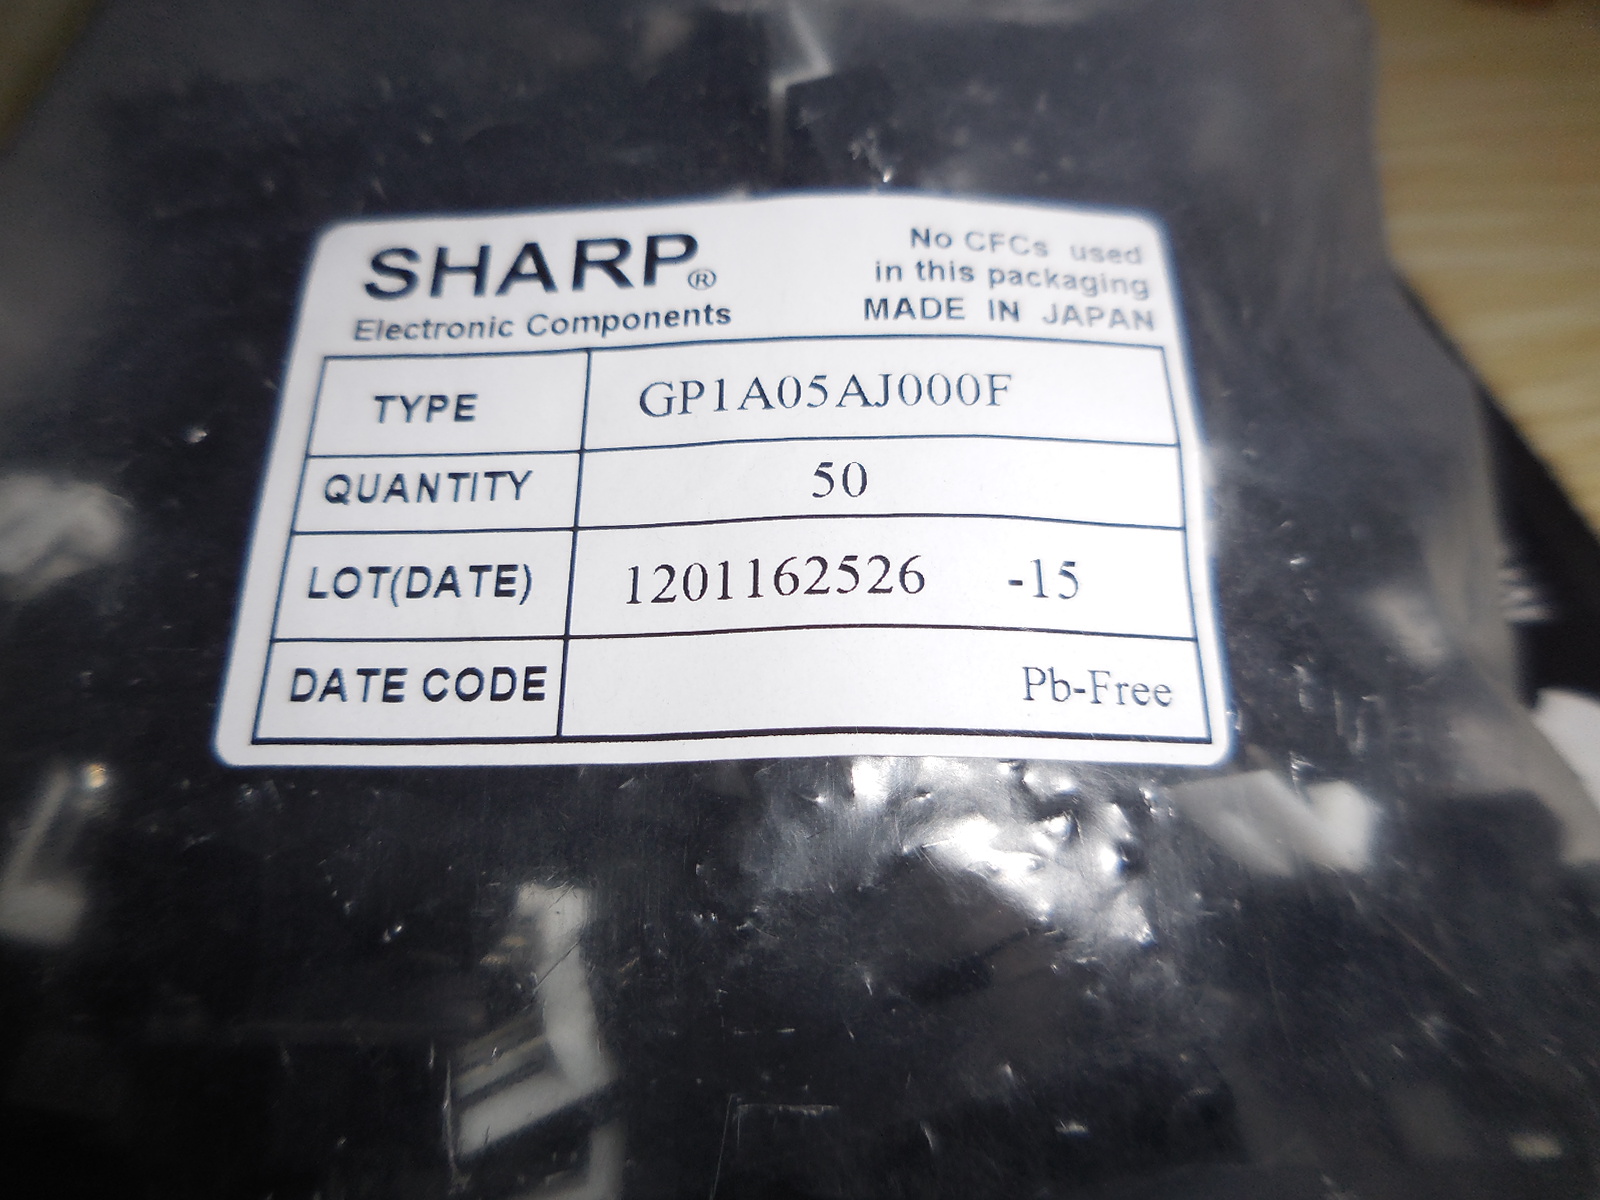 SHARP®
Electronic Components
No CFCs used
in this packaging
MADE IN JAPAN
TYPE GP1A05AJ000F
QUANTITY 50
LOT(DATE) 1201162526 -15
DATE CODE Pb-Free